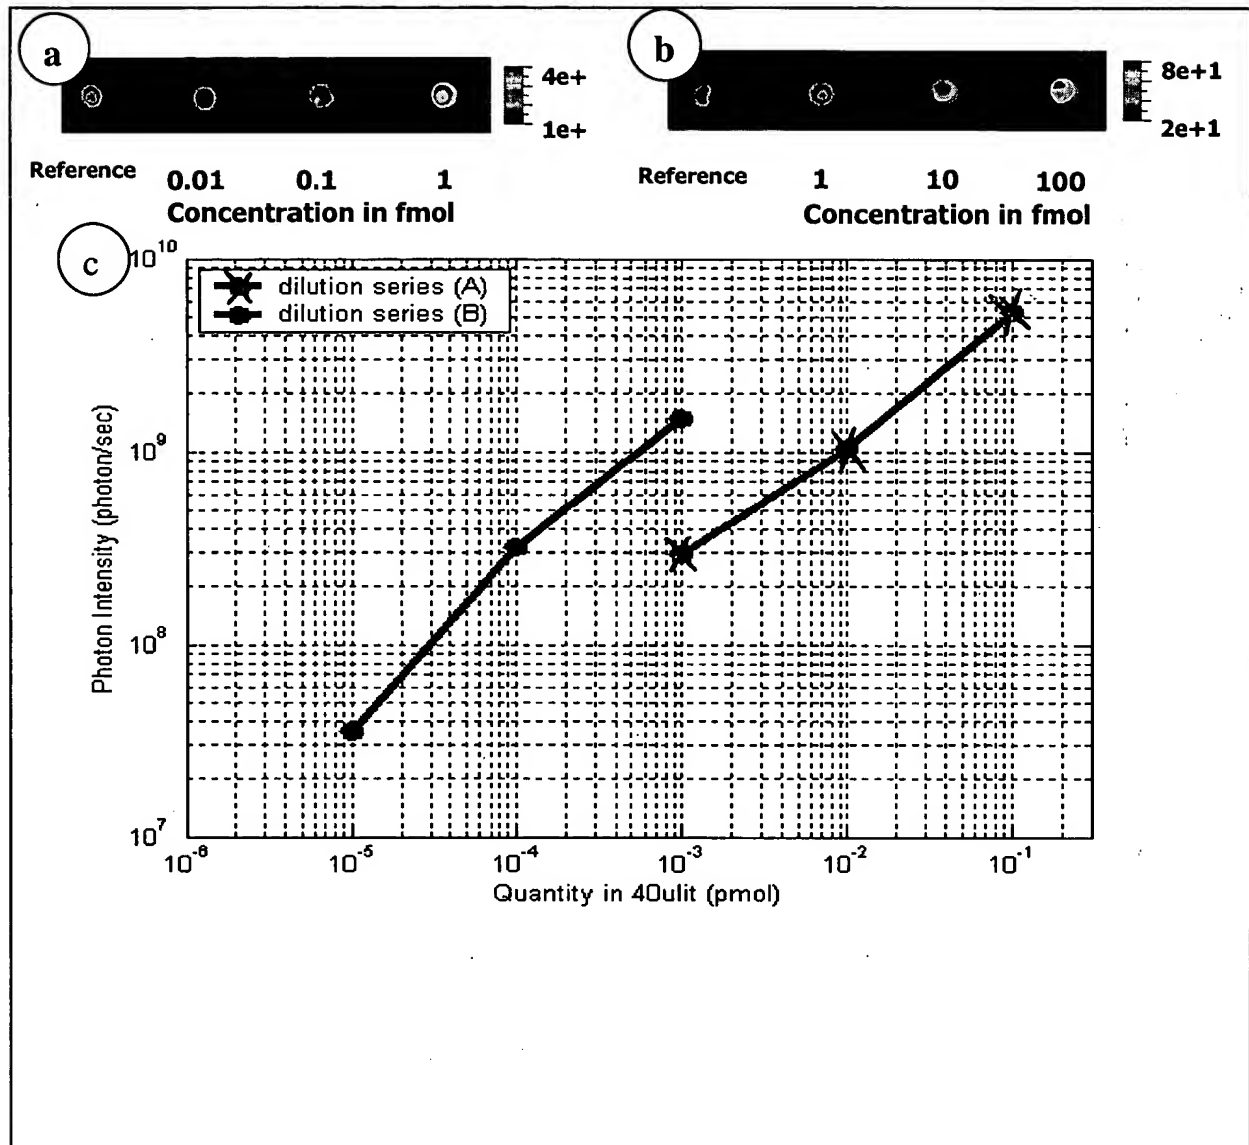 a
4e+
1e+
Reference 0.01 0.1 1
Concentration in fmol
b
8e+1
2e+1
Reference 1 10 100
Concentration in fmol
c
dilution series (A)
dilution series (B)
Photon Intensity (photon/sec)
10^10
10^9
10^8
10^7
10^-6 10^-5 10^-4 10^-3 10^-2 10^-1
Quantity in 40ulit (pmol)